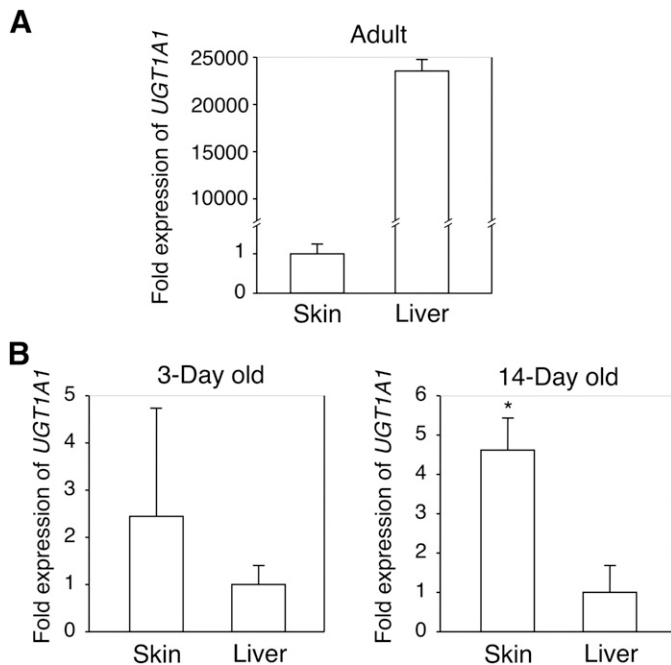 A
Adult
Fold expression of UGT1A1
25000
20000
15000
10000
1
0
Skin Liver
B
3-Day old
Fold expression of UGT1A1
5
4
3
2
1
0
Skin Liver
14-Day old
Fold expression of UGT1A1
6
5
4
3
2
1
0
*
Skin Liver